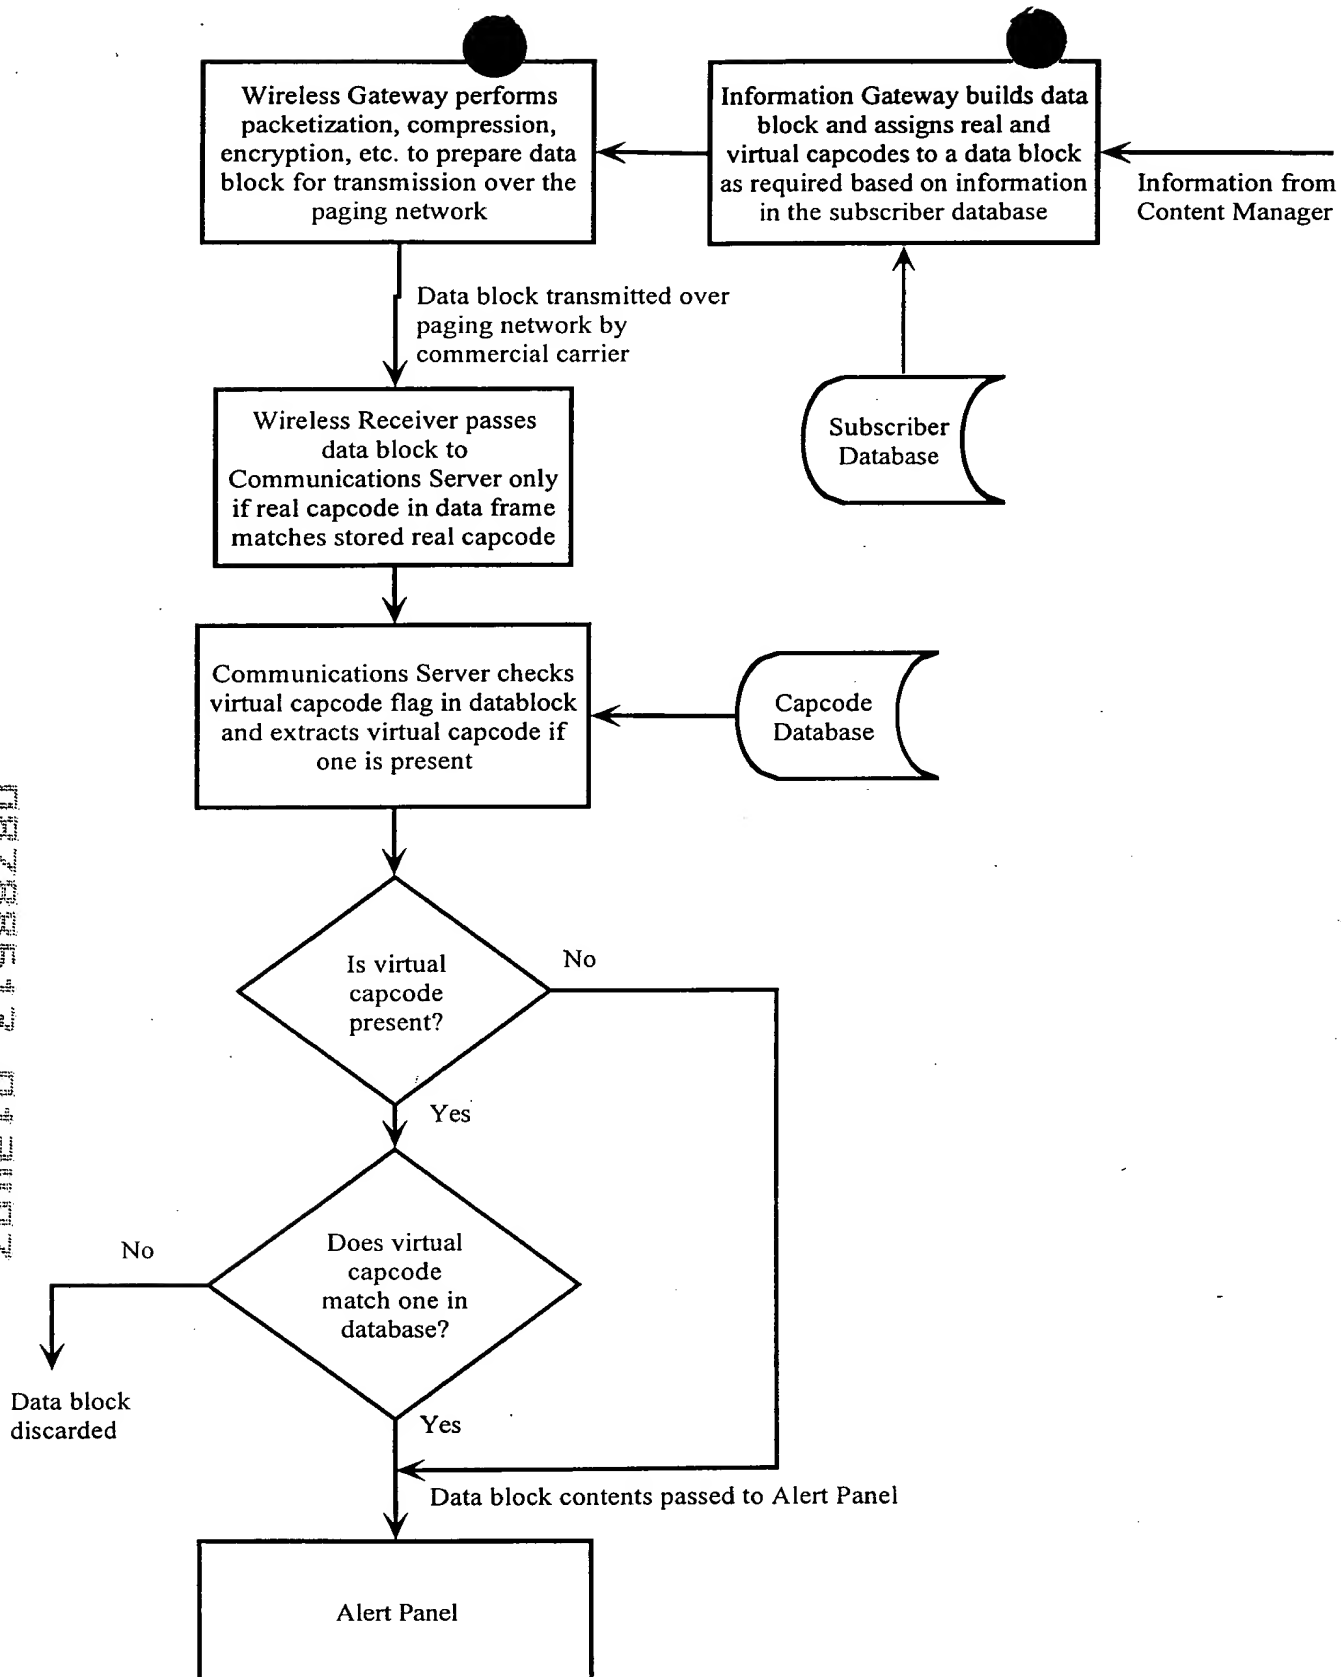 Wireless Gateway performs
packetization, compression,
encryption, etc. to prepare data
block for transmission over the
paging network
Information Gateway builds data
block and assigns real and
virtual capcodes to a data block
as required based on information
in the subscriber database
Information from
Content Manager
Data block transmitted over
paging network by
commercial carrier
Subscriber
Database
Wireless Receiver passes
data block to
Communications Server only
if real capcode in data frame
matches stored real capcode
Communications Server checks
virtual capcode flag in datablock
and extracts virtual capcode if
one is present
Capcode
Database
Is virtual
capcode
present?
No
Yes
Does virtual
capcode
match one in
database?
No
Data block
discarded
Yes
Data block contents passed to Alert Panel
Alert Panel